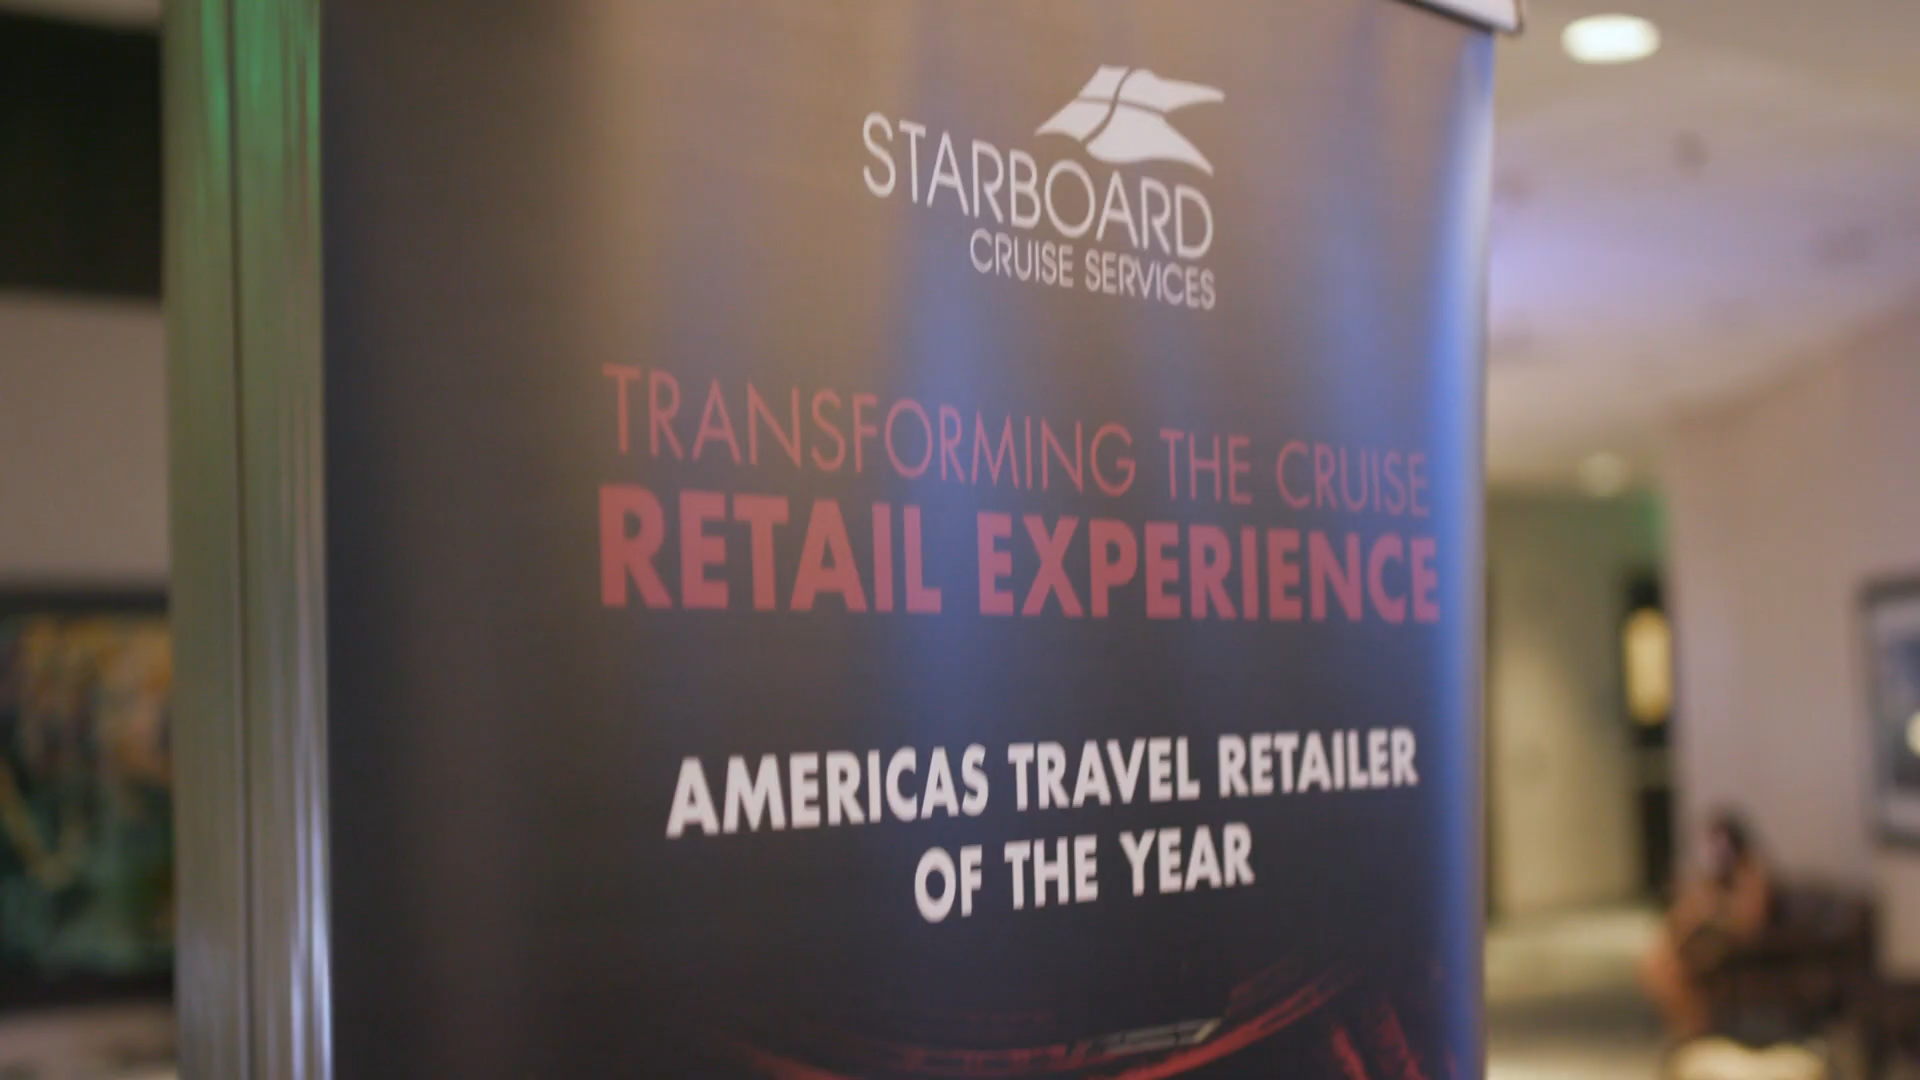 STARBOARD
CRUISE SERVICES
TRANSFORMING THE CRUISE
RETAIL EXPERIENCE
AMERICAS TRAVEL RETAILER
OF THE YEAR